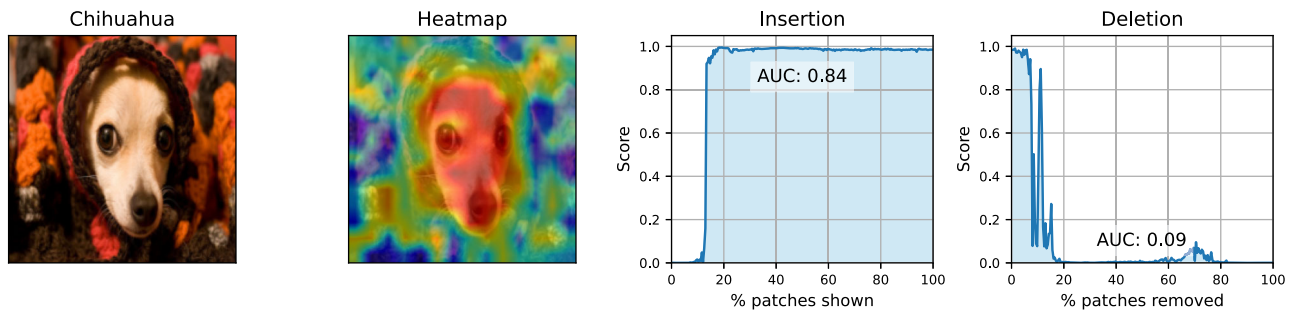 Chihuahua
Heatmap
Insertion
Deletion
1.0
0.8
0.6
0.4
0.2
0.0
Score
AUC: 0.84
0
20
40
60
80
100
% patches shown
1.0
0.8
0.6
0.4
0.2
0.0
Score
AUC: 0.09
0
20
40
60
80
100
% patches removed